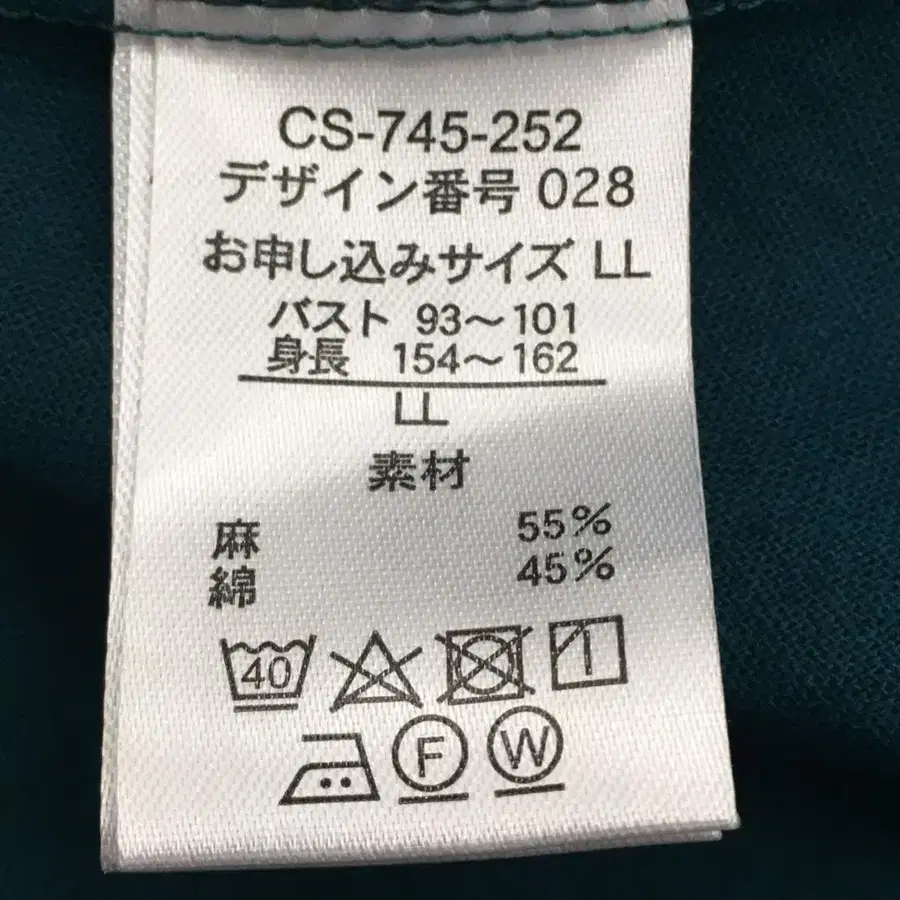 CS-745-252
デザイン番号 028
お申し込みサイズ LL
バスト 93〜101
身長 154〜162
LL
素材
麻 55%
綿 45%
40
F W